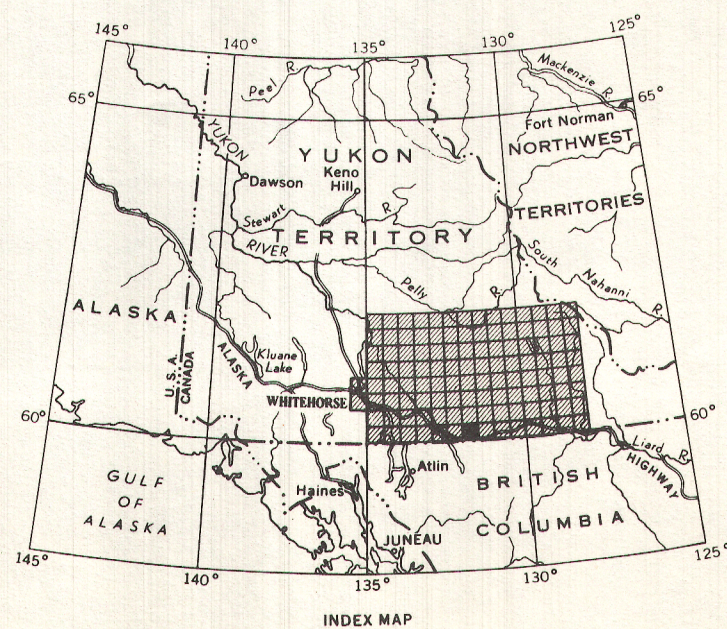 145° 140° 135° 130° 125°
Mackenzie R.
Peel R.
65° 65°
Fort Norman
YUKON
YUKON
NORTHWEST
Keno
Hill
Dawson
Stewart R.
TERRITORIES
TERRITORY
RIVER
South Nahanni R.
Pelly R.
ALASKA
U.S.A.
CANADA
ALASKA
Kluane
Lake
WHITEHORSE
60° 60°
Liard R.
HIGHWAY
Atlin
BRITISH
GULF
OF
ALASKA
Haines
COLUMBIA
JUNEAU
145° 140° 135° 130° 125°
INDEX MAP